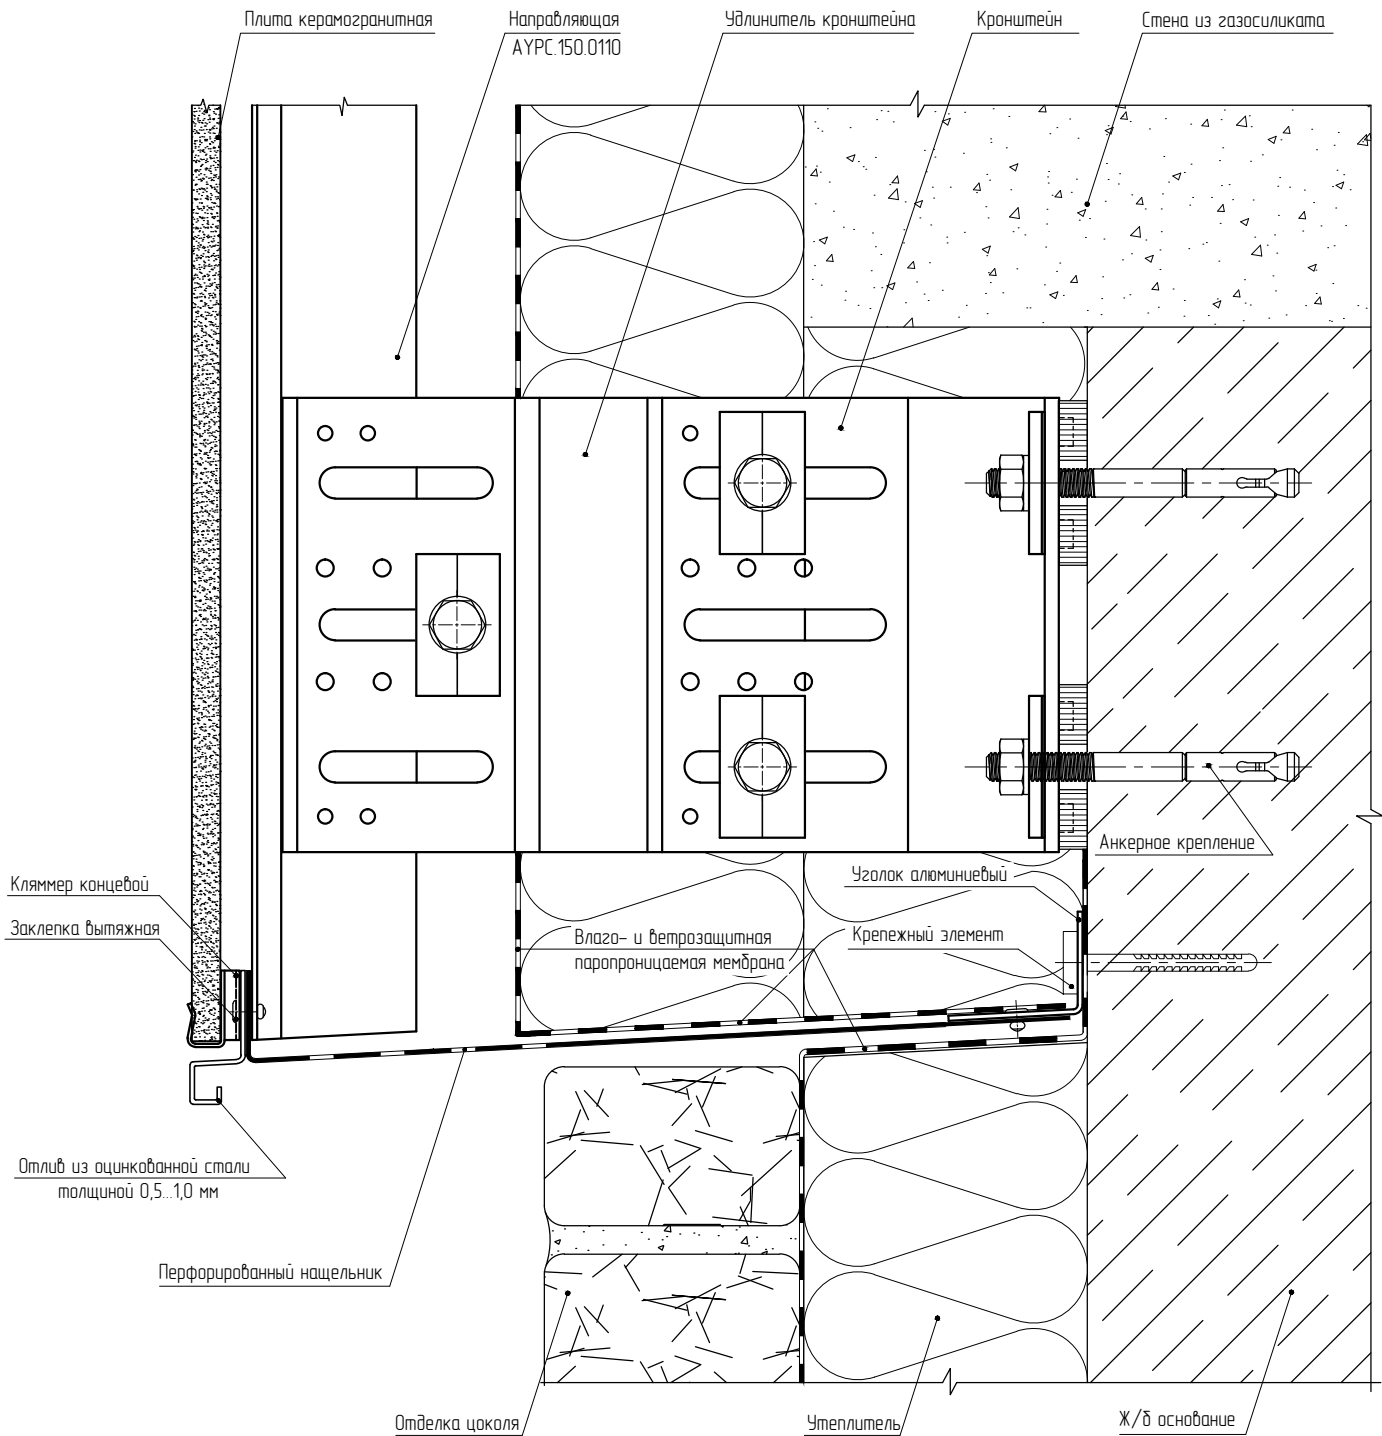 Плита керамогранитная
Направляющая
AYPC.150.0110
Удлинитель кронштейна
Кронштейн
Стена из газосиликата
Анкерное крепление
Уголок алюминиевый
Кляммер концевой
Заклепка вытяжная
Влаго- и ветрозащитная
паропроницаемая мембрана
Крепежный элемент
Отлив из оцинкованной стали
толщиной 0,5...1,0 мм
Перфорированный нащельник
Отделка цоколя
Утеплитель
Ж/б основание